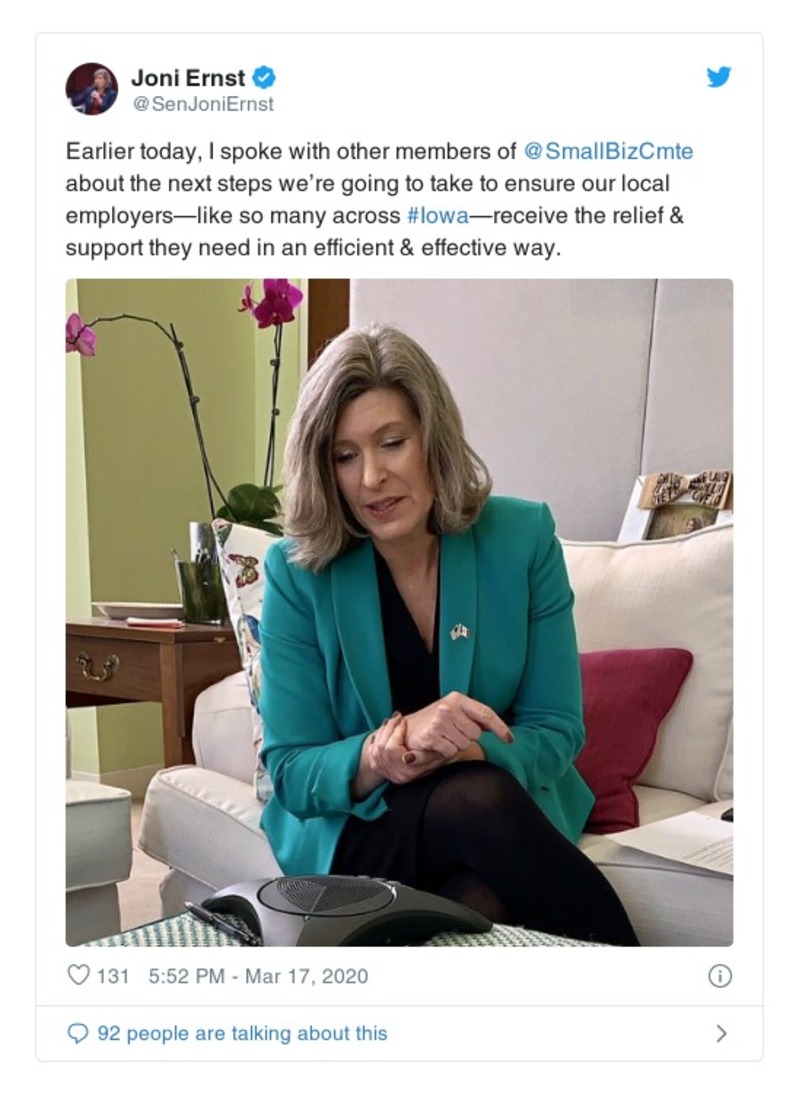 Joni Ernst
@SenJoniErnst
Earlier today, I spoke with other members of @SmallBizCmte
about the next steps we’re going to take to ensure our local
employers—like so many across #Iowa—receive the relief &
support they need in an efficient & effective way.
131 5:52 PM - Mar 17, 2020
92 people are talking about this